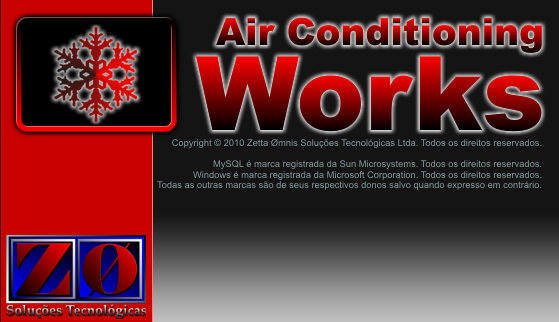 Air Conditioning
Works
Copyright © 2010 Zetta Ømnis Soluções Tecnológicas Ltda. Todos os direitos reservados.
MySQL é marca registrada da Sun Microsystems. Todos os direitos reservados.
Windows é marca registrada da Microsoft Corporation. Todos os direitos reservados.
Todas as outras marcas são de seus respectivos donos salvo quando expresso em contrário.
ZØ
Soluções Tecnológicas